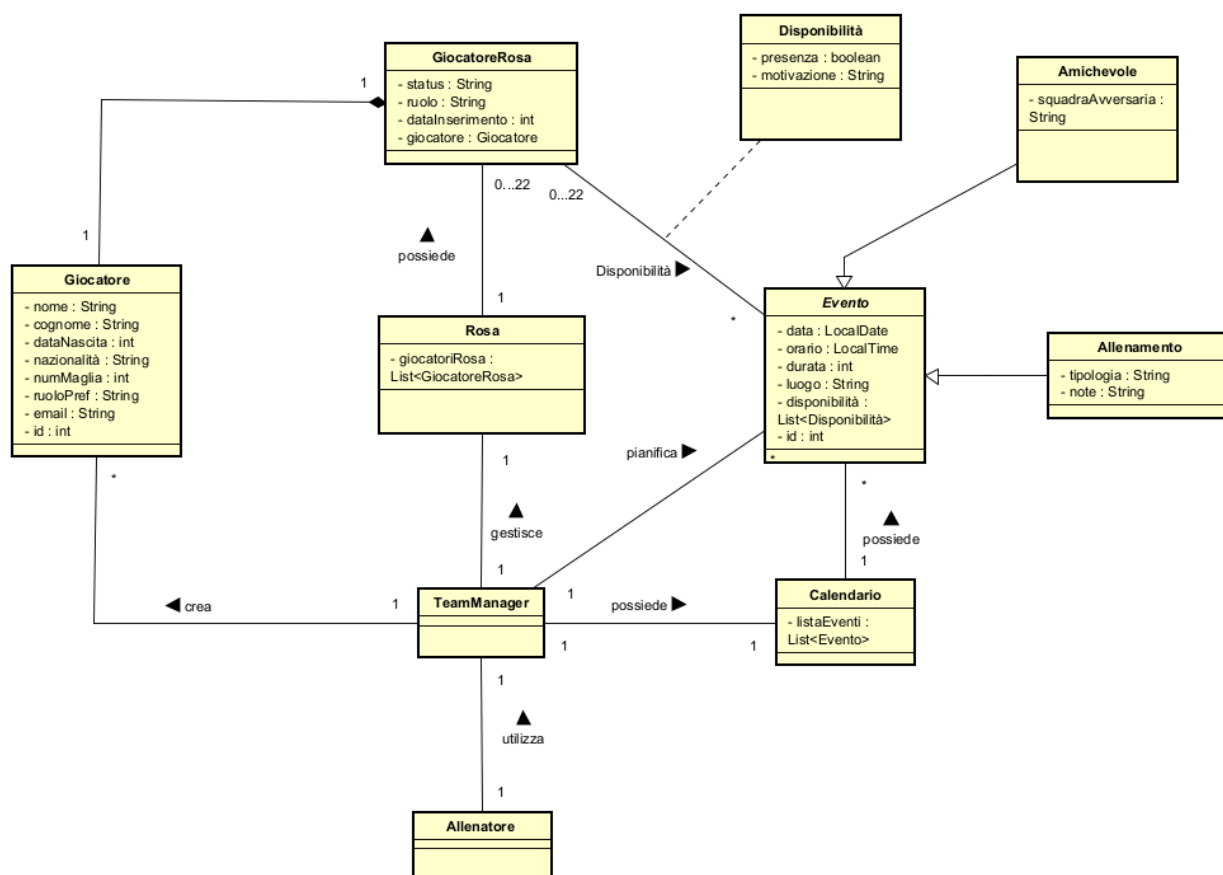 Disponibilità
- presenza : boolean
- motivazione : String
GiocatoreRosa
- status : String
- ruolo : String
- dataInserimento : int
- giocatore : Giocatore
Amichevole
- squadraAvversaria :
String
1
0...22
0...22
1
possiede
Disponibilità
Giocatore
- nome : String
- cognome : String
- dataNascita : int
- nazionalità : String
- numMaglia : int
- ruoloPref : String
- email : String
- id : int
1
*
Rosa
- giocatoriRosa :
List<GiocatoreRosa>
Evento
- data : LocalDate
- orario : LocalTime
- durata : int
- luogo : String
- disponibilità :
List<Disponibilità>
- id : int
Allenamento
- tipologia : String
- note : String
pianifica
*
*
1
*
gestisce
possiede
1
1
1
TeamManager
crea
1
possiede
1
1
Calendario
- listaEventi :
List<Evento>
1
utilizza
1
Allenatore